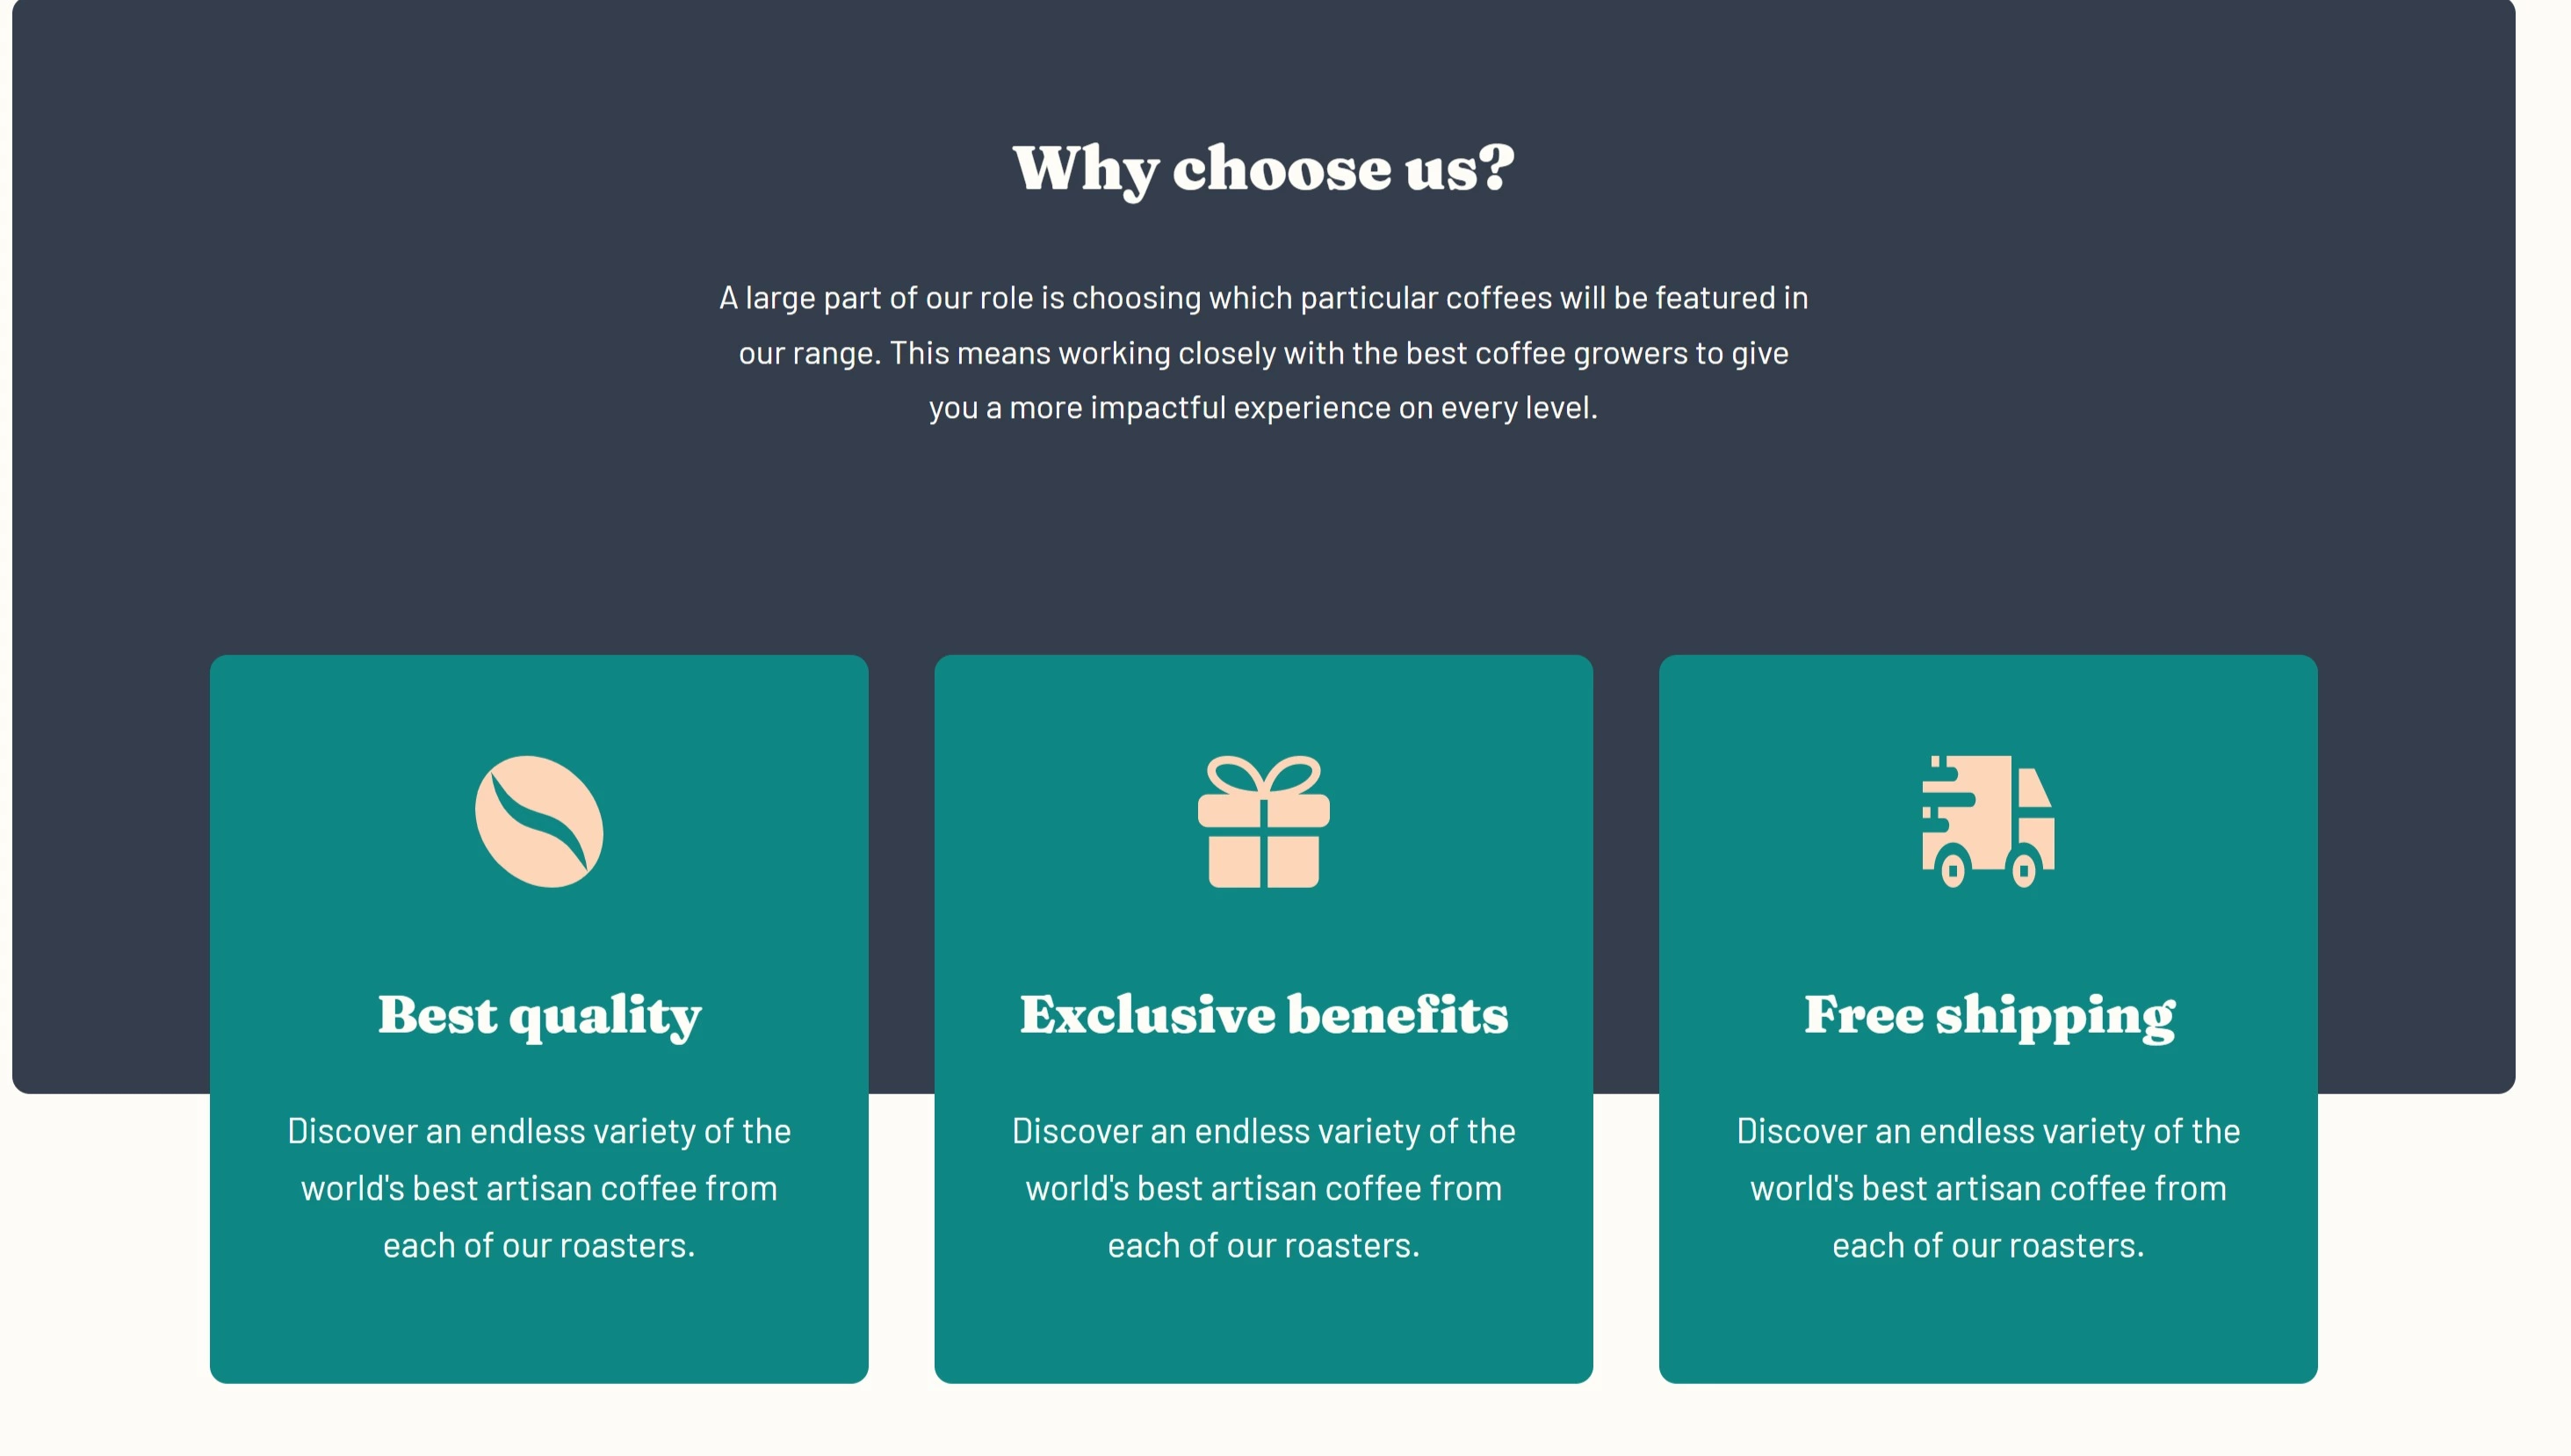 Why choose us?
A large part of our role is choosing which particular coffees will be featured in
our range. This means working closely with the best coffee growers to give
you a more impactful experience on every level.
Best quality
Discover an endless variety of the
world's best artisan coffee from
each of our roasters.
Exclusive benefits
Discover an endless variety of the
world's best artisan coffee from
each of our roasters.
Free shipping
Discover an endless variety of the
world's best artisan coffee from
each of our roasters.